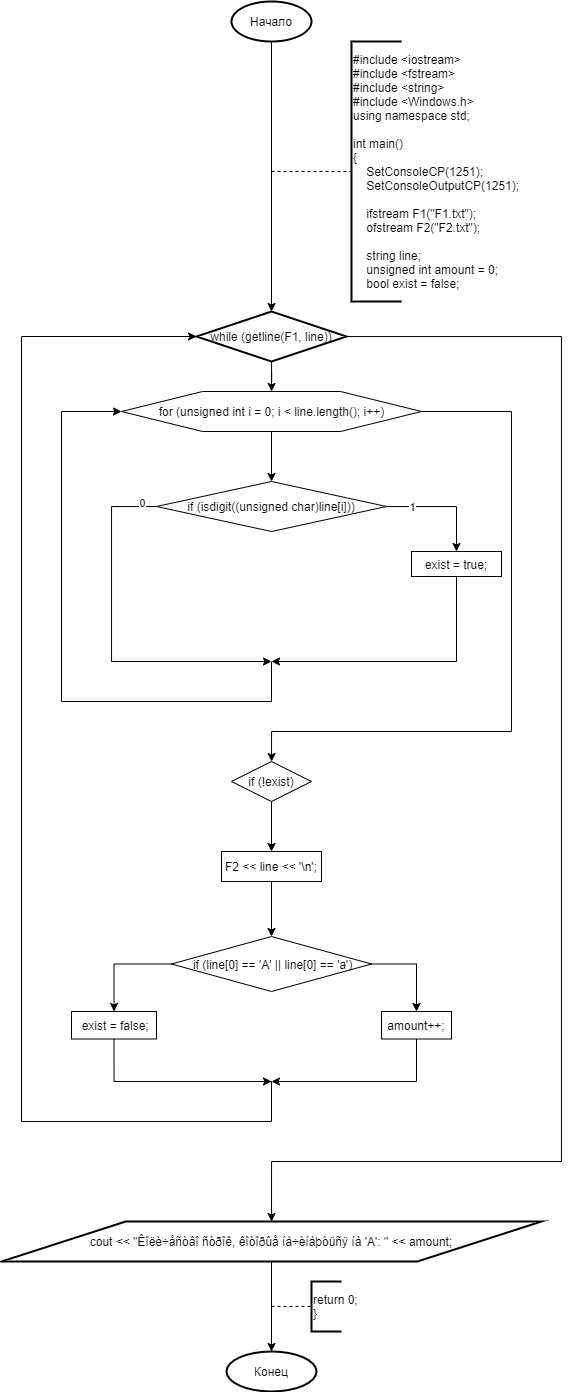 Начало
#include <iostream>
#include <fstream>
#include <string>
#include <Windows.h>
using namespace std;
int main()
{
SetConsoleCP(1251);
SetConsoleOutputCP(1251);
ifstream F1("F1.txt");
ofstream F2("F2.txt");
string line;
unsigned int amount = 0;
bool exist = false;
while (getline(F1, line))
for (unsigned int i = 0; i < line.length(); i++)
0
if (isdigit((unsigned char)line[i]))
1
exist = true;
if (!exist)
F2 << line << '\n';
if (line[0] == 'A' || line[0] == 'a')
exist = false;
amount++;
cout << "Êîëè÷åñòâî ñòðîê, êîòîðûå íà÷èíàþòüñÿ íà 'A': " << amount;
return 0;
}
Конец